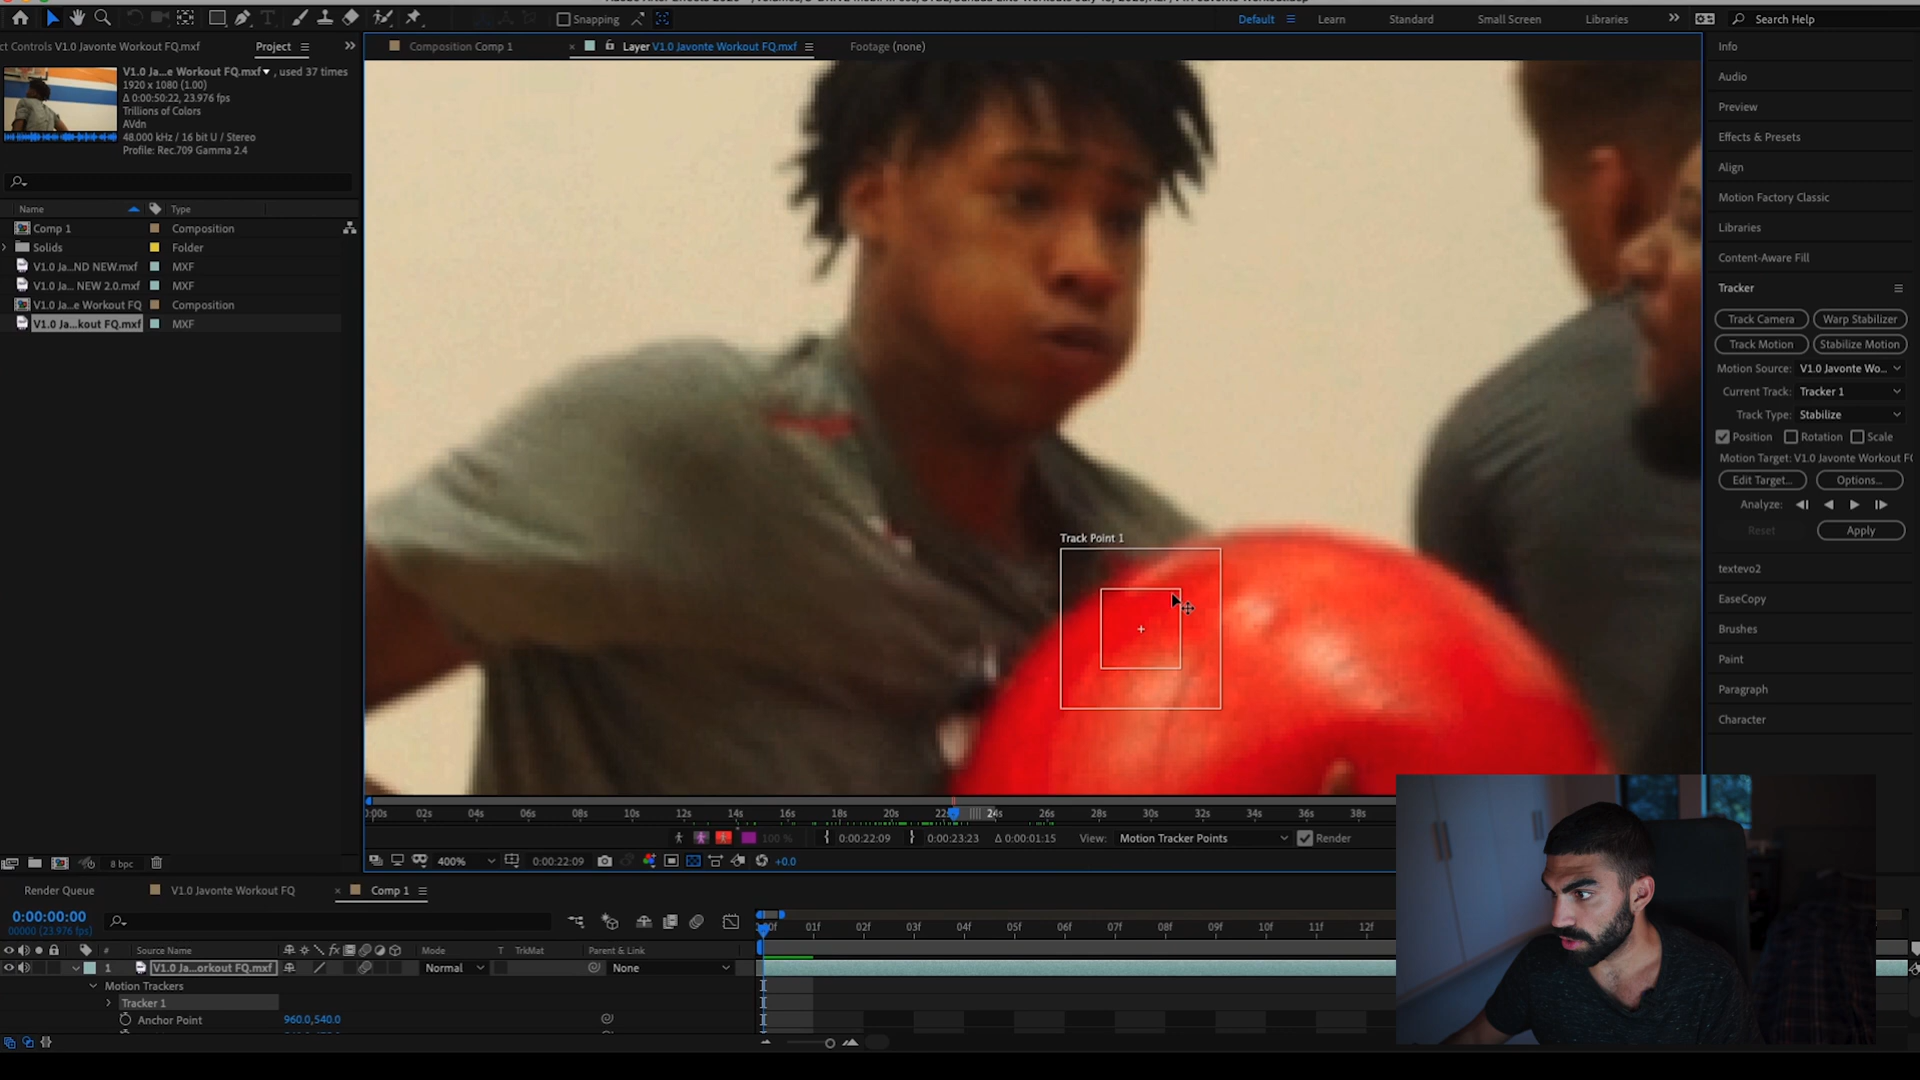 Snapping
Default
Learn
Standard
Small Screen
Libraries
Search Help
ct Controls V1.0 Javonte Workout FQ.mxf
Project
Composition Comp 1
Layer V1.0 Javonte Workout FQ.mxf
Footage (none)
V1.0 Ja...e Workout FQ.mxf , used 37 times
1920 x 1080 (1.00)
Δ 0:00:50:22, 23.976 fps
Trillions of Colors
AVdn
48.000 kHz / 16 bit U / Stereo
Profile: Rec.709 Gamma 2.4
Name
Type
Comp 1
Composition
Solids
Folder
V1.0 Ja...ND NEW.mxf
MXF
V1.0 Ja... NEW 2.0.mxf
MXF
V1.0 Ja...e Workout FQ
Composition
V1.0 Ja...kout FQ.mxf
MXF
Track Point 1
Info
Audio
Preview
Effects & Presets
Align
Motion Factory Classic
Libraries
Content-Aware Fill
Tracker
Track Camera
Warp Stabilizer
Track Motion
Stabilize Motion
Motion Source: V1.0 Javonte Wo...
Current Track: Tracker 1
Track Type: Stabilize
Position
Rotation
Scale
Motion Target: V1.0 Javonte Workout FQ
Edit Target...
Options...
Analyze:
Reset
Apply
textevo2
EaseCopy
Brushes
Paint
Paragraph
Character
02s 04s 06s 08s 10s 12s 14s 16s 18s 20s 24s 26s 28s 30s 32s 34s 36s 38s
100 %
0:00:22:09
0:00:23:23
Δ 0:00:01:15
View: Motion Tracker Points
Render
8 bpc
400%
0:00:22:09
+0.0
Render Queue
V1.0 Javonte Workout FQ
Comp 1
0:00:00:00
00000 (23.976 fps)
01f 02f 03f 04f 05f 06f 07f 08f 09f 10f 11f 12f
#
Source Name
Mode
T
TrkMat
Parent & Link
1
V1.0 Ja...orkout FQ.mxf
Normal
None
Motion Trackers
Tracker 1
Anchor Point
960.0,540.0